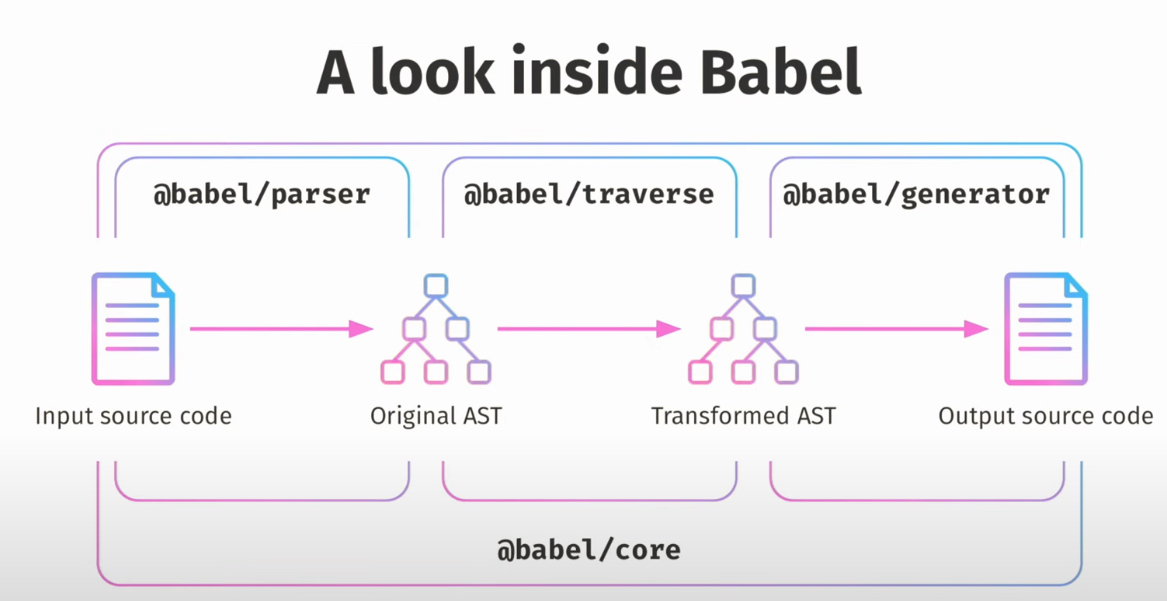 A look inside Babel
@babel/parser
@babel/traverse
@babel/generator
Input source code
Original AST
Transformed AST
Output source code
@babel/core